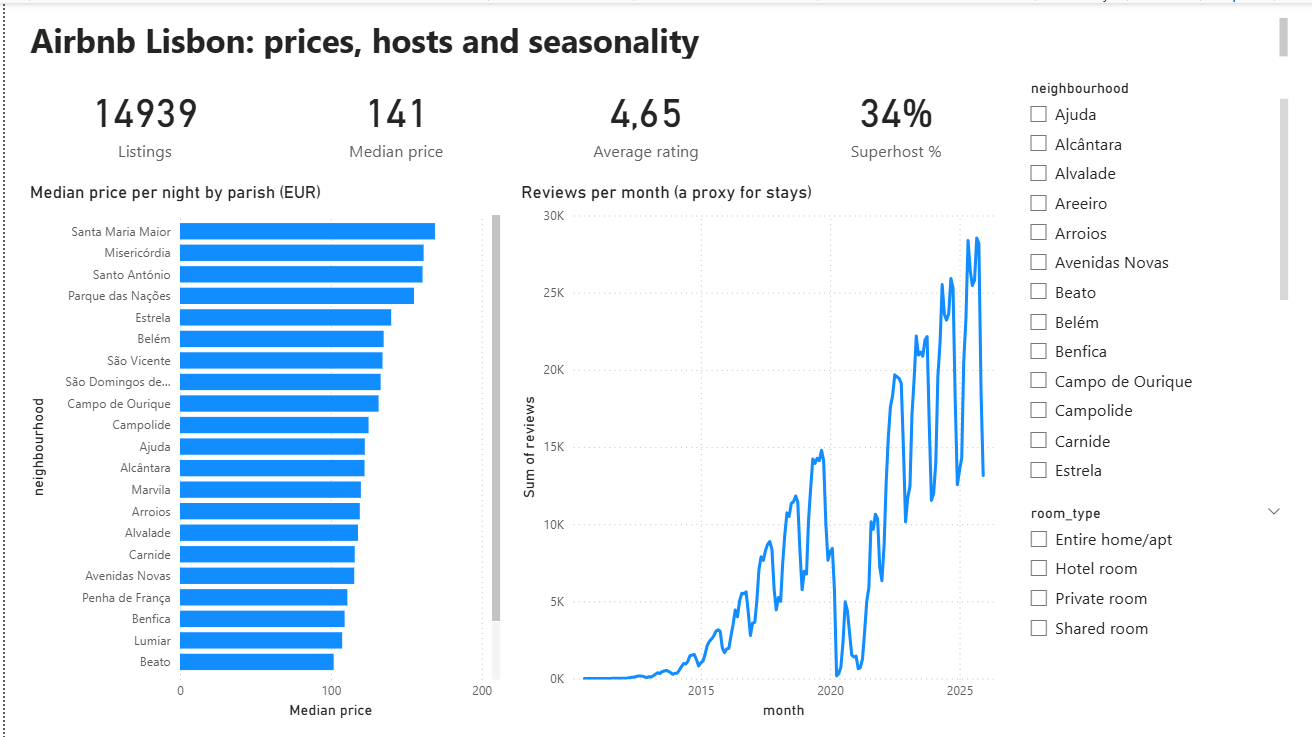 Airbnb Lisbon: prices, hosts and seasonality
14939
Listings
141
Median price
4,65
Average rating
34%
Superhost %
Median price per night by parish (EUR)
neighbourhood
Santa Maria Maior
Misericórdia
Santo António
Parque das Nações
Estrela
Belém
São Vicente
São Domingos de...
Campo de Ourique
Campolide
Ajuda
Alcântara
Marvila
Arroios
Alvalade
Carnide
Avenidas Novas
Penha de França
Benfica
Lumiar
Beato
0 100 200
Median price
Reviews per month (a proxy for stays)
Sum of reviews
30K
25K
20K
15K
10K
5K
0K
2015 2020 2025
month
neighbourhood
Ajuda
Alcântara
Alvalade
Areeiro
Arroios
Avenidas Novas
Beato
Belém
Benfica
Campo de Ourique
Campolide
Carnide
Estrela
room_type
Entire home/apt
Hotel room
Private room
Shared room